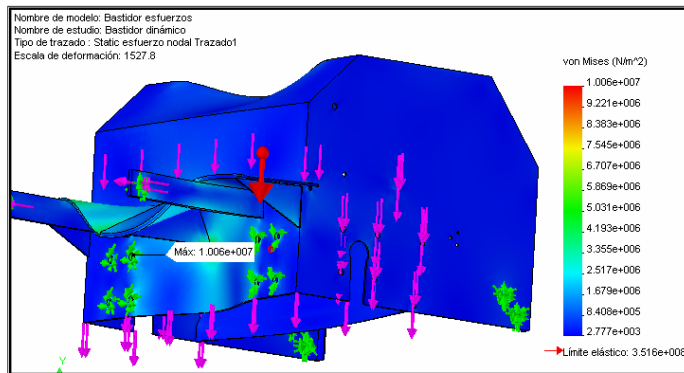 Nombre de modelo: Bastidor esfuerzos
Nombre de estudio: Bastidor dinámico
Tipo de trazado : Static esfuerzo nodal Trazado1
Escala de deformación: 1527.8
von Mises (N/m^2)
1.006e+007
9.221e+006
8.383e+006
7.545e+006
6.707e+006
5.869e+006
5.031e+006
4.193e+006
3.355e+006
2.517e+006
1.679e+006
8.408e+005
2.777e+003
Límite elástico: 3.516e+008
Máx: 1.006e+007
Y